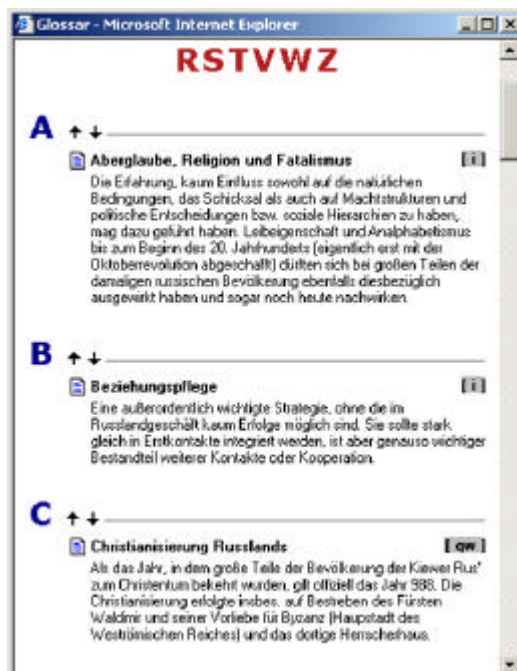 Glossar - Microsoft Internet Explorer
RSTVWZ
A
Aberglaube, Religion und Fatalismus [i]
Die Erfahrung, kaum Einfluss sowohl auf die natürlichen
Bedingungen, das Schicksal als auch auf Machtstrukturen und
politische Entscheidungen bzw. soziale Hierarchien zu haben,
mag dazu geführt haben. Leibeigenschaft und Analphabetismus
bis zum Beginn des 20. Jahrhunderts (eigentlich erst mit der
Oktoberrevolution abgeschafft) dürften sich bei großen Teilen der
damaligen russischen Bevölkerung ebenfalls diesbezüglich
ausgewirkt haben und sogar noch heute nachwirken.
B
Beziehungspflege [i]
Eine außerordentlich wichtigte Strategie, ohne die im
Russlandgeschäft kaum Erfolge möglich sind. Sie sollte stark
gleich in Erstkontakte integriert werden, ist aber genauso wichtiger
Bestandteil weiterer Kontakte oder Kooperation.
C
Christianisierung Russlands [qw]
Als das Jahr, in dem große Teile der Bevölkerung der Kiewer Rus'
zum Christentum bekehrt wurden, gilt offiziell das Jahr 988. Die
Christianisierung erfolgte insbes. auf Bestreben des Fürsten
Waldimir und seiner Vorliebe für Byzanz (Haupstadt des
Weströmischen Reiches) und das dortige Herrscherhaus.